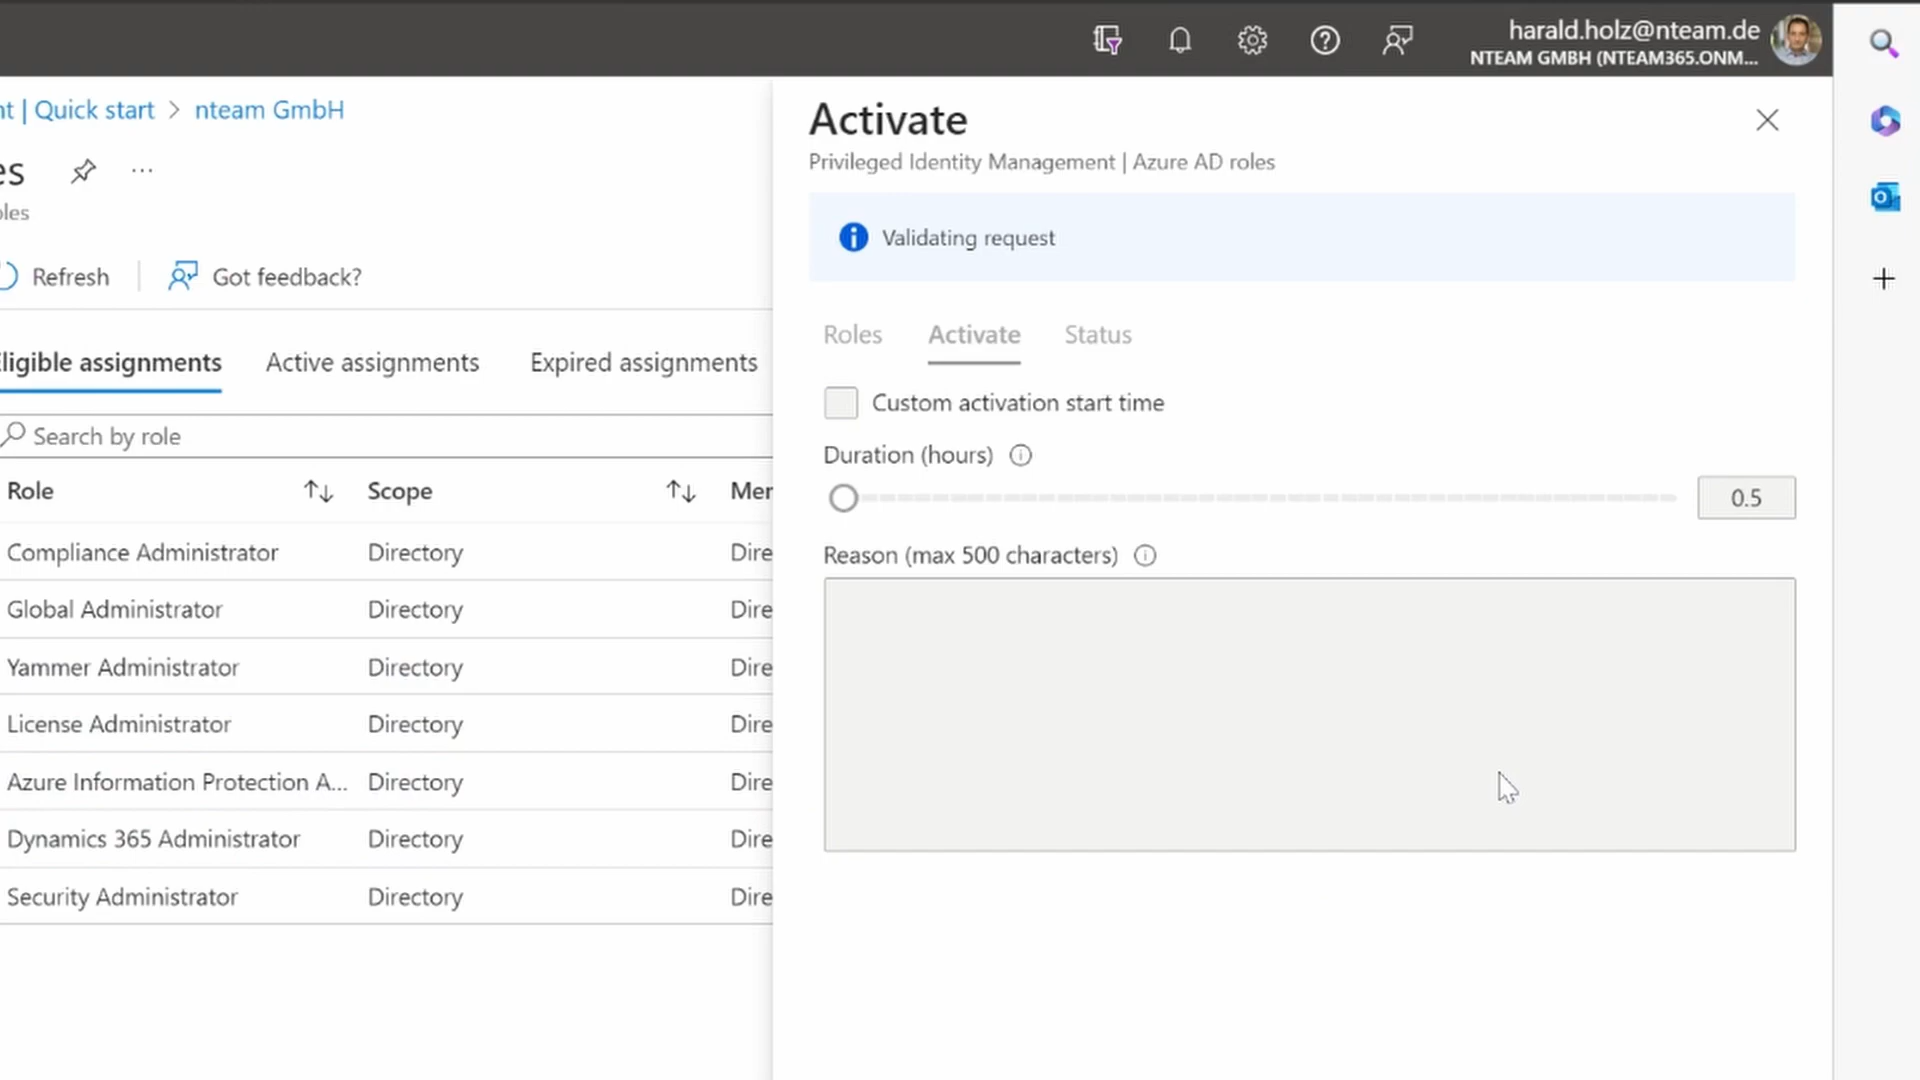 harald.holz@nteam.de
NTEAM GMBH (NTEAM365.ONM...
nt | Quick start > nteam GmbH
es
...
oles
Refresh
Got feedback?
Eligible assignments
Active assignments
Expired assignments
Search by role
Role
Scope
Mer
Compliance Administrator
Directory
Dire
Global Administrator
Directory
Dire
Yammer Administrator
Directory
Dire
License Administrator
Directory
Dire
Azure Information Protection A...
Directory
Dire
Dynamics 365 Administrator
Directory
Dire
Security Administrator
Directory
Dire
Activate
Privileged Identity Management | Azure AD roles
Validating request
Roles
Activate
Status
Custom activation start time
Duration (hours)
0.5
Reason (max 500 characters)